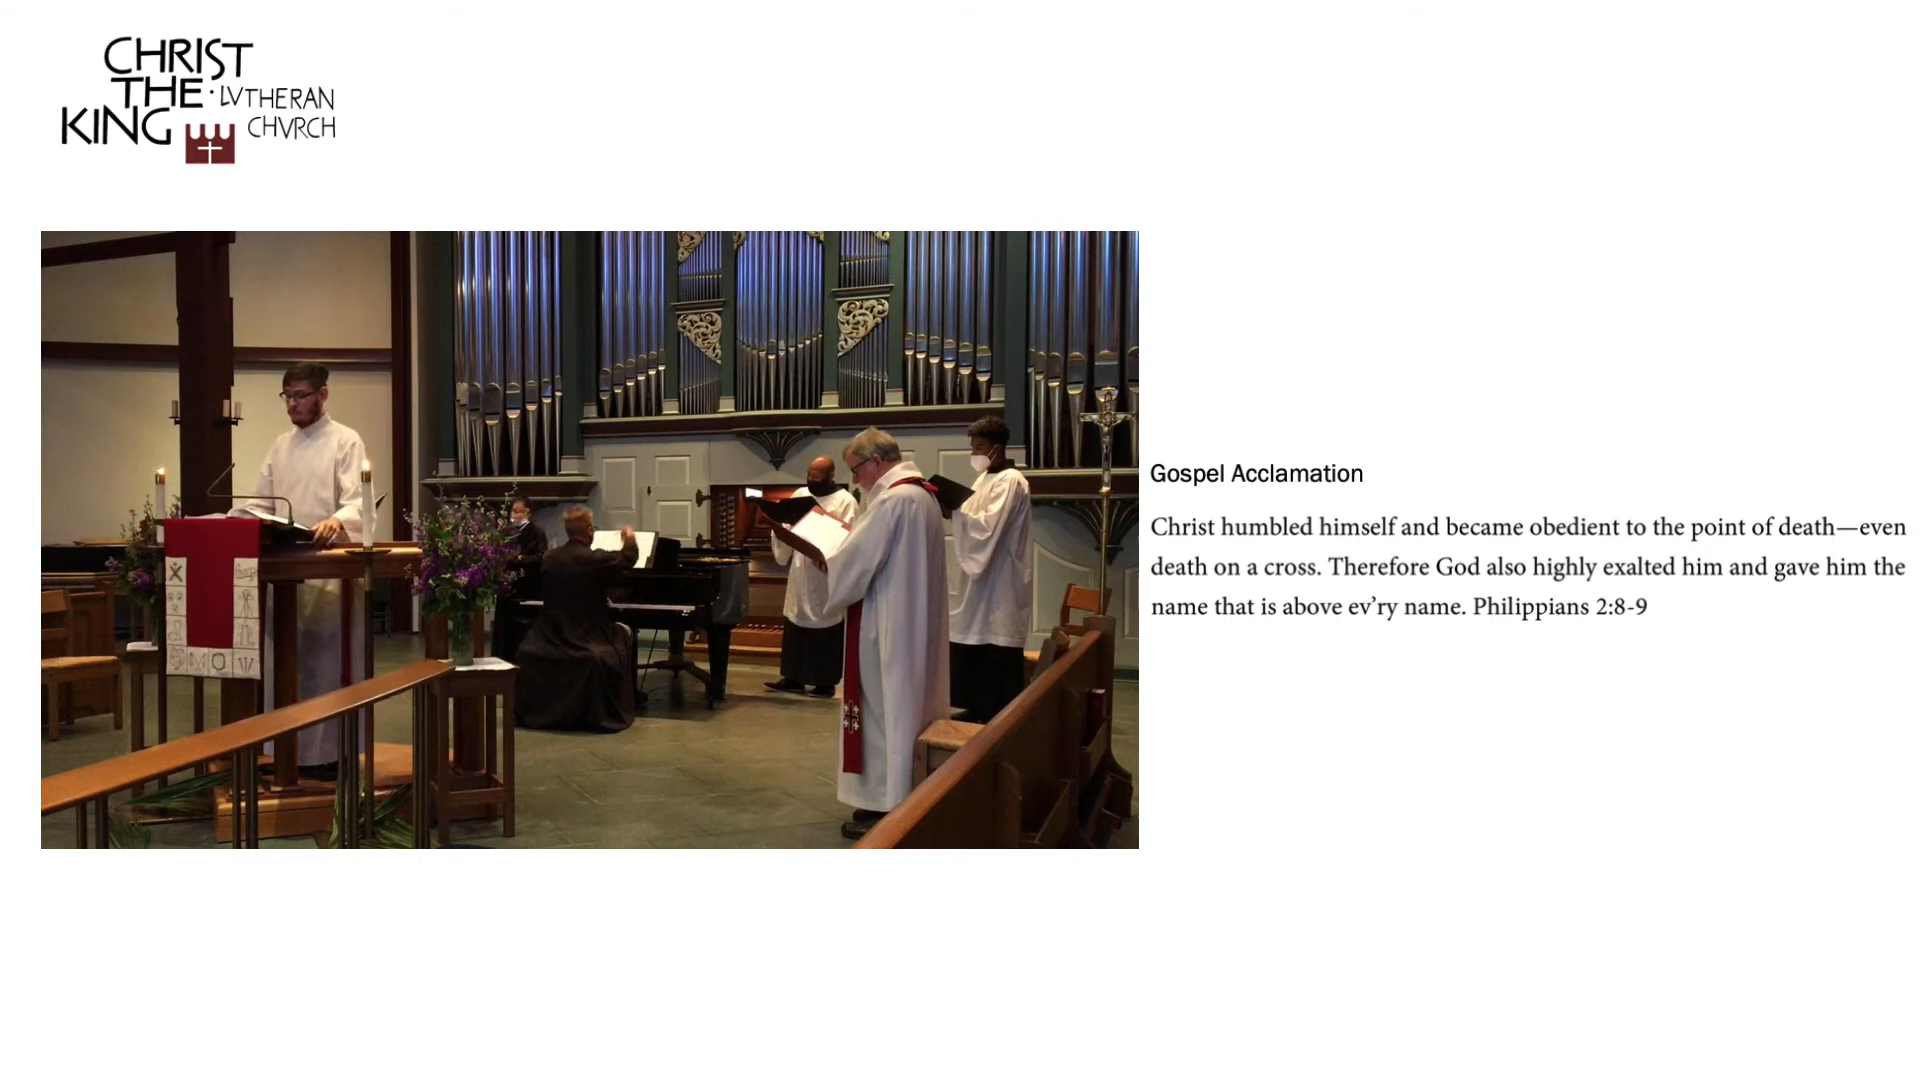 CHRIST
THE · LVTHERAN
KING CHVRCH
Gospel Acclamation
Christ humbled himself and became obedient to the point of death—even
death on a cross. Therefore God also highly exalted him and gave him the
name that is above ev’ry name. Philippians 2:8-9